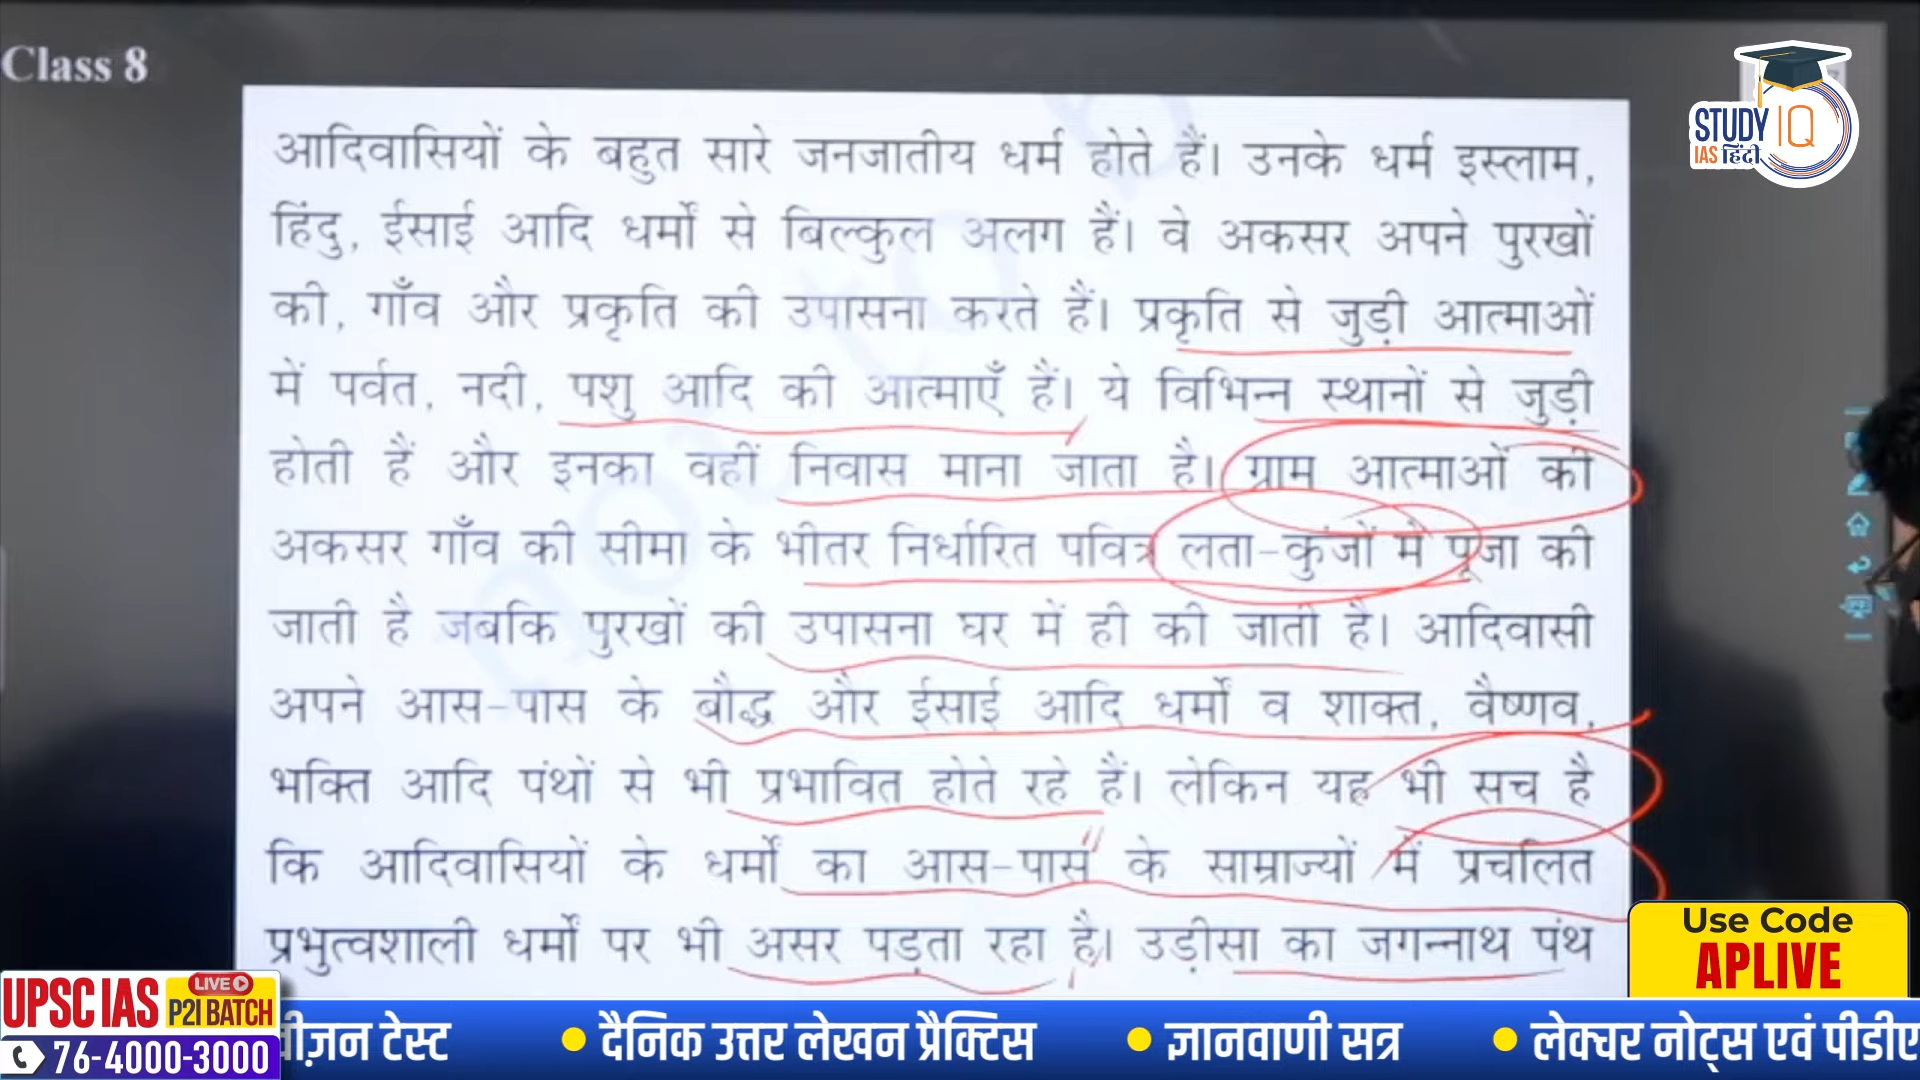 Class 8
STUDY IQ
IAS हिंदी
आदिवासियों के बहुत सारे जनजातीय धर्म होते हैं। उनके धर्म इस्लाम,
हिंदु, ईसाई आदि धर्मों से बिल्कुल अलग हैं। वे अकसर अपने पुरखों
की, गाँव और प्रकृति की उपासना करते हैं। प्रकृति से जुड़ी आत्माओं
में पर्वत, नदी, पशु आदि की आत्माएँ हैं। ये विभिन्न स्थानों से जुड़ी
होती हैं और इनका वहीं निवास माना जाता है। ग्राम आत्माओं की
अकसर गाँव की सीमा के भीतर निर्धारित पवित्र लता-कुंजों में पूजा की
जाती है जबकि पुरखों की उपासना घर में ही की जाती है। आदिवासी
अपने आस-पास के बौद्ध और ईसाई आदि धर्मों व शाक्त, वैष्णव,
भक्ति आदि पंथों से भी प्रभावित होते रहे हैं। लेकिन यह भी सच है
कि आदिवासियों के धर्मों का आस-पास के साम्राज्यों में प्रचलित
प्रभुत्वशाली धर्मों पर भी असर पड़ता रहा है। उड़ीसा का जगन्नाथ पंथ
Use Code
APLIVE
UPSC IAS LIVE P2I BATCH
76-4000-3000
वीज़न टेस्ट • दैनिक उत्तर लेखन प्रैक्टिस • ज्ञानवाणी सत्र • लेक्चर नोट्स एवं पीडीए